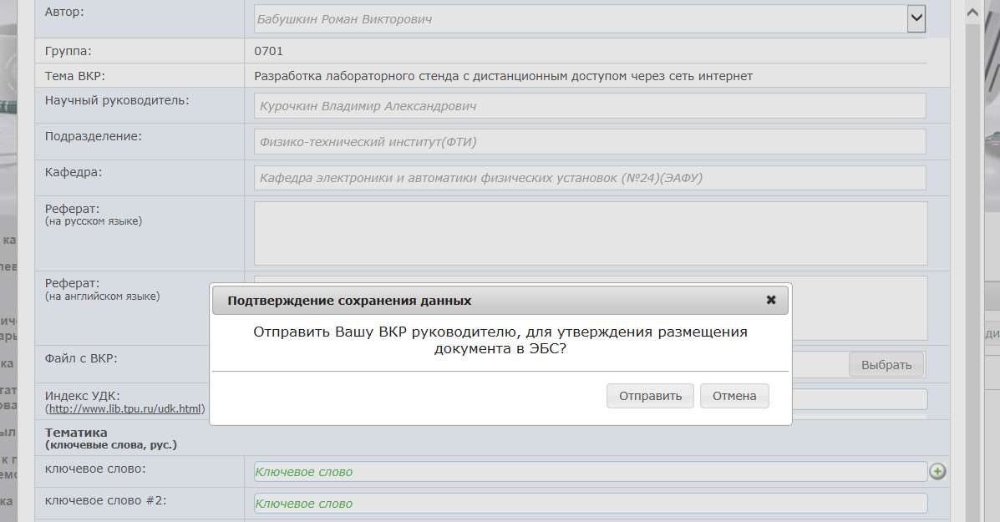 Автор:
Бабушкин Роман Викторович
Группа:
0701
Тема ВКР:
Разработка лабораторного стенда с дистанционным доступом через сеть интернет
Научный руководитель:
Курочкин Владимир Александрович
Подразделение:
Физико-технический институт(ФТИ)
Кафедра:
Кафедра электроники и автоматики физических установок (№24)(ЭАФУ)
Реферат:
(на русском языке)
Реферат:
(на английском языке)
Подтверждение сохранения данных
Отправить Вашу ВКР руководителю, для утверждения размещения
документа в ЭБС?
Отправить
Отмена
Файл с ВКР:
Выбрать
Индекс УДК:
(http://www.lib.tpu.ru/udk.html)
Тематика
(ключевые слова, рус.)
ключевое слово:
Ключевое слово
ключевое слово #2:
Ключевое слово